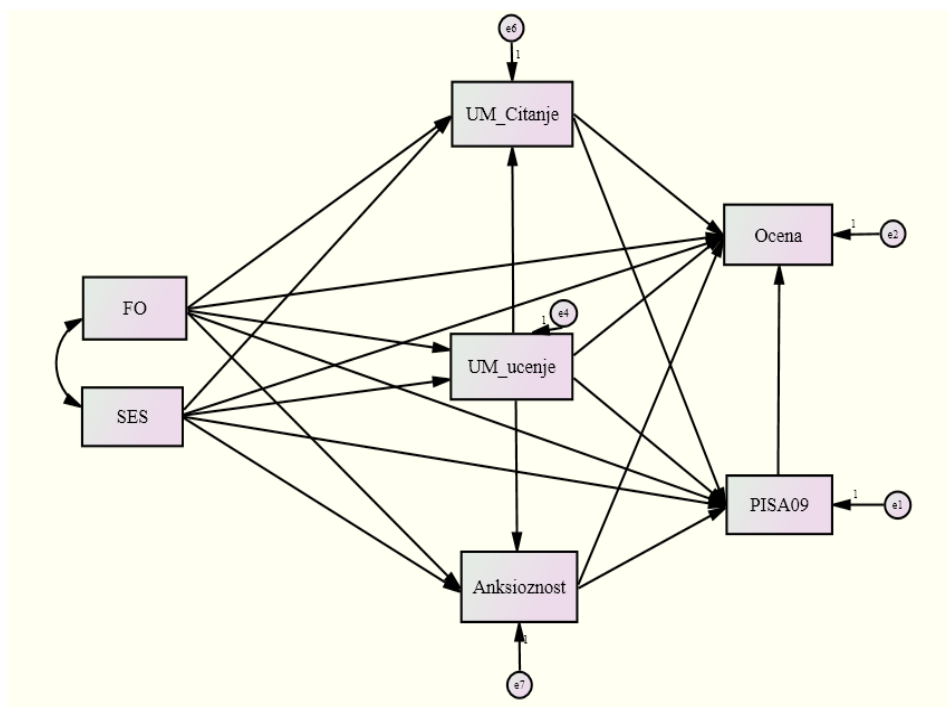 e6
1
UM_Citanje
Ocena
1
e2
FO
e4
1
UM_ucenje
SES
PISA09
1
e1
Anksioznost
1
e7